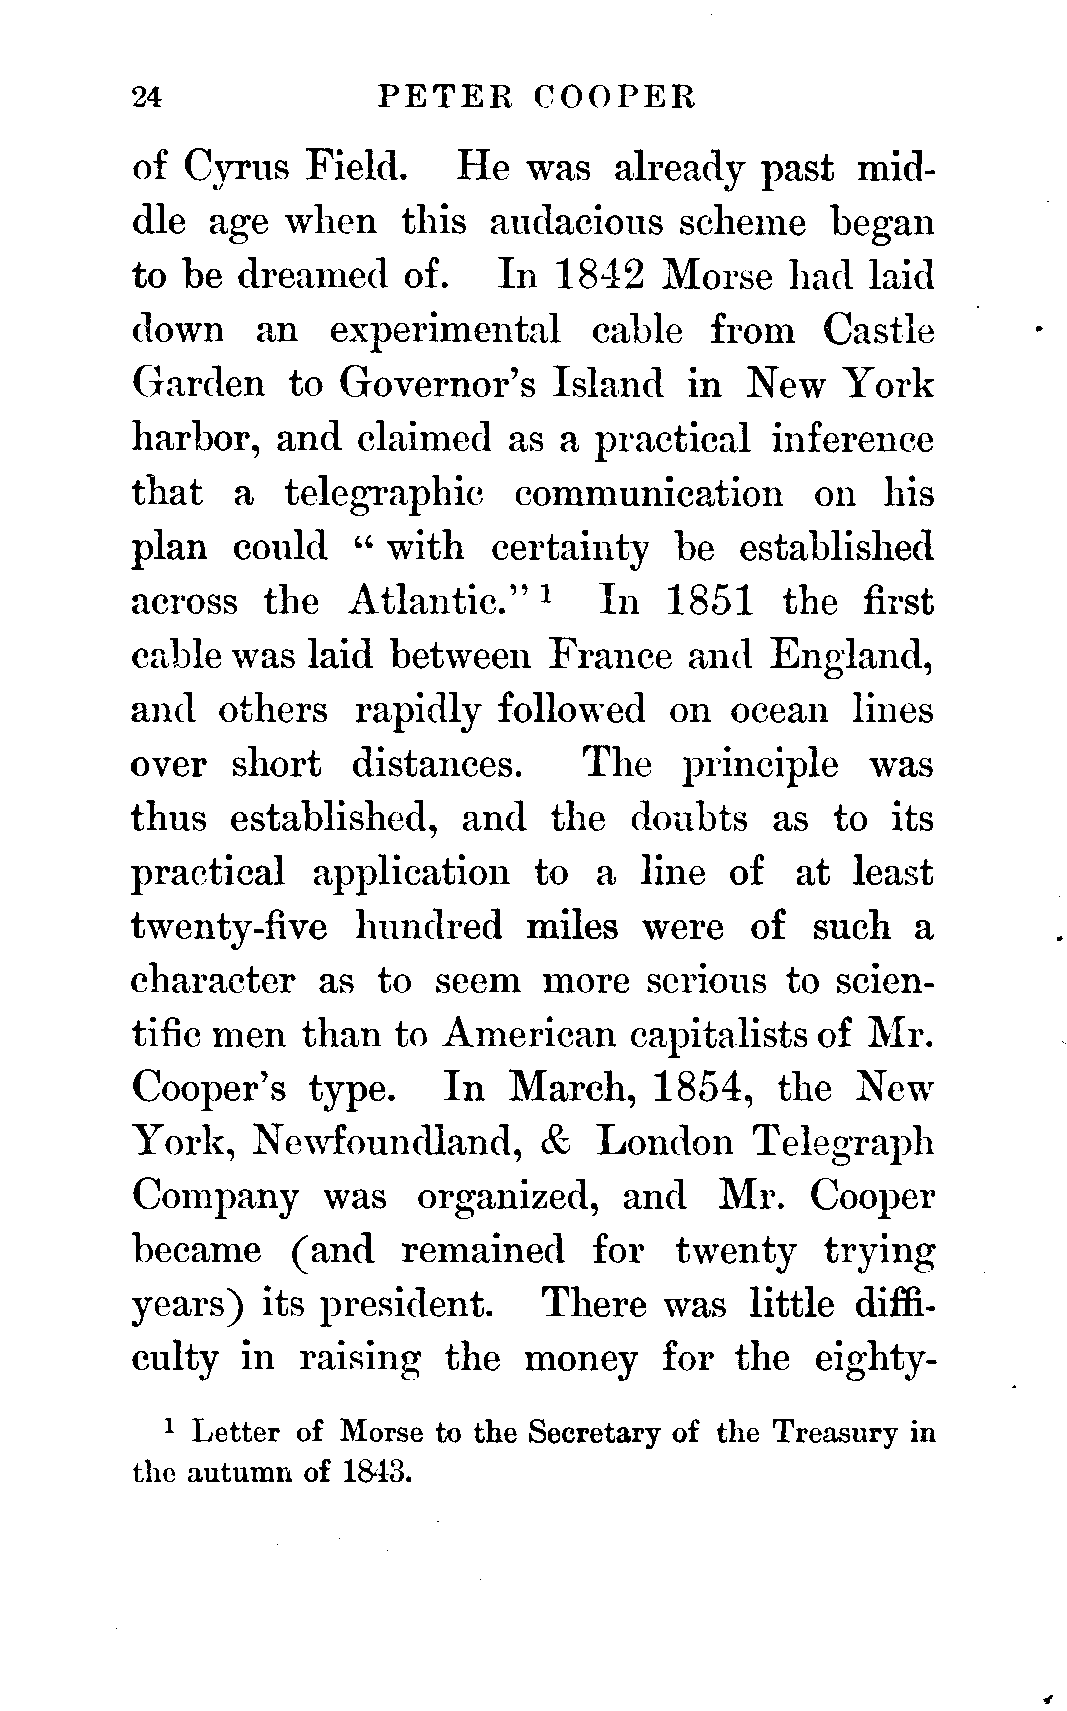 24 PETER COOPER
of Cyrus Field. He was already past mid-
dle age when this audacious scheme began
to be dreamed of. In 1842 Morse had laid
down an experimental cable from Castle
Garden to Governor's Island in New York
harbor, and claimed as a practical inference
that a telegraphic communication on his
plan could " with certainty be established
across the Atlantic." 1 In 1851 the first
cable was laid between France and England,
and others rapidly followed on ocean lines
over short distances. The principle was
thus established, and the doubts as to its
practical application to a line of at least
twenty-five hundred miles were of such a
character as to seem more serious to scien-
tific men than to American capitalists of Mr.
Cooper's type. In March, 1854, the New
York, Newfoundland, & London Telegraph
Company was organized, and Mr. Cooper
became (and remained for twenty trying
years) its president. There was little diffi-
culty in raising the money for the eighty-
1 Letter of Morse to the Secretary of the Treasury in
the autumn of 1843.